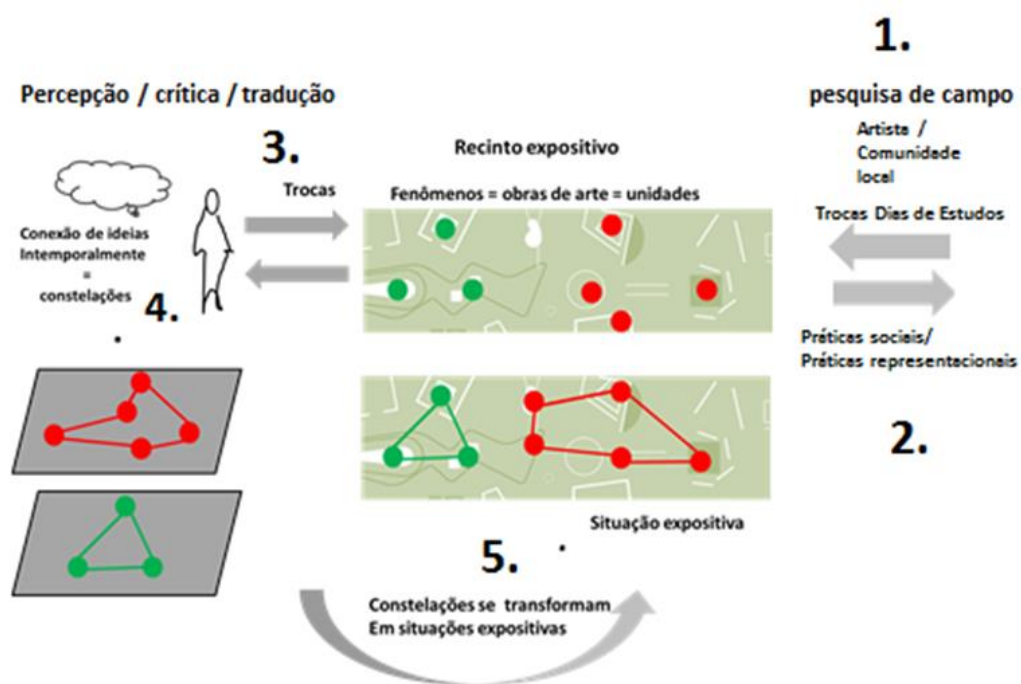 1.
Percepção / crítica / tradução
pesquisa de campo
3.
Recinto expositivo
Artista /
Comunidade
local
Trocas
Fenômenos = obras de arte = unidades
Trocas Dias de Estudos
Conexão de ideias
Intemporalmente
=
constelações
4.
Práticas sociais/
Práticas representacionais
2.
Situação expositiva
5.
Constelações se transformam
Em situações expositivas